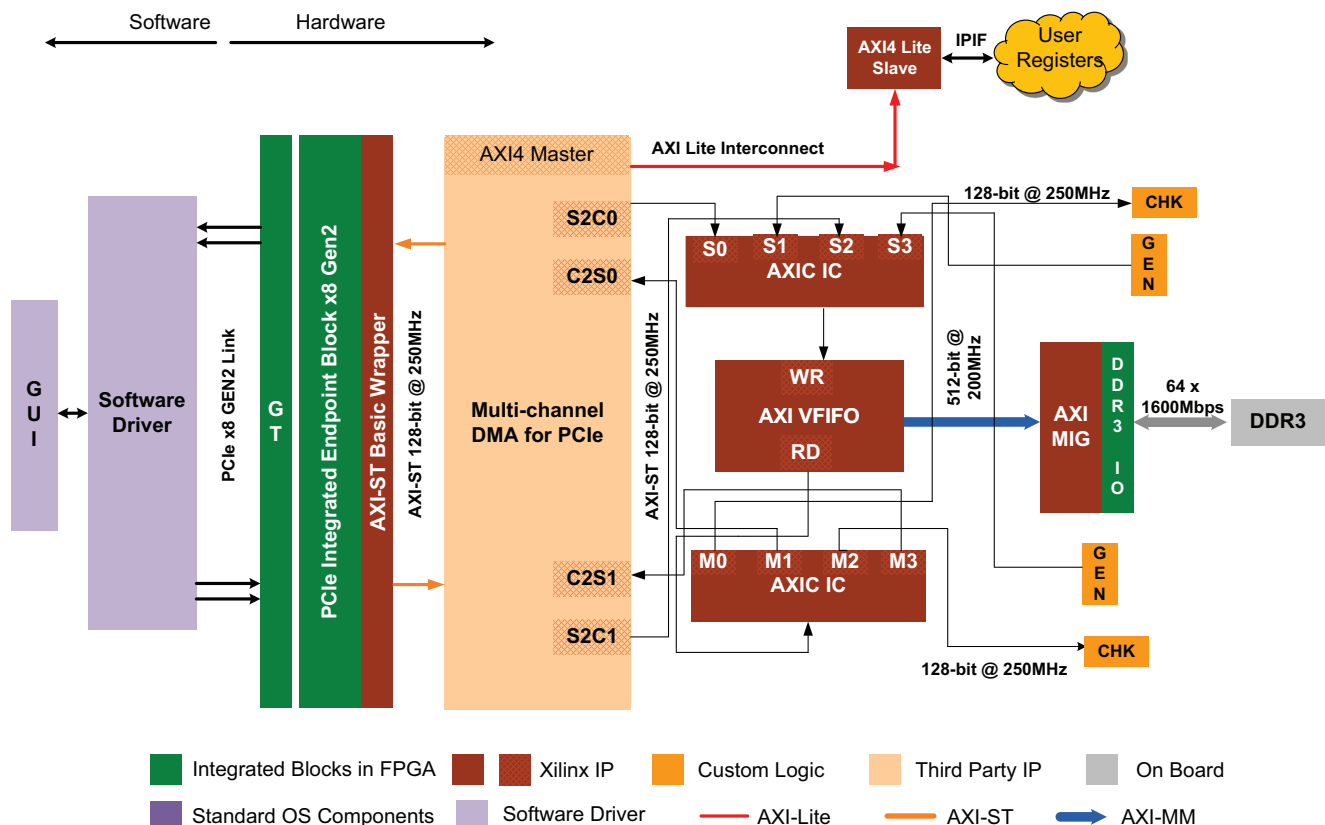 Software
Hardware
AXI4 Lite
Slave
IPIF
User
Registers
AXI4 Master
AXI Lite Interconnect
S2C0
C2S0
128-bit @ 250MHz
CHK
G
E
N
S0
S1
S2
S3
AXIC IC
G
U
I
Software
Driver
PCIe x8 GEN2 Link
G
T
PCIe Integrated Endpoint Block x8 Gen2
AXI-ST Basic Wrapper
AXI-ST 128-bit @ 250MHz
Multi-channel
DMA for PCIe
AXI-ST 128-bit @ 250MHz
WR
AXI VFIFO
RD
512-bit @
200MHz
AXI
MIG
D
D
R
3
I
O
64 x
1600Mbps
DDR3
C2S1
S2C1
M0
M1
M2
M3
AXIC IC
G
E
N
CHK
128-bit @ 250MHz
Integrated Blocks in FPGA
Xilinx IP
Custom Logic
Third Party IP
On Board
Standard OS Components
Software Driver
AXI-Lite
AXI-ST
AXI-MM